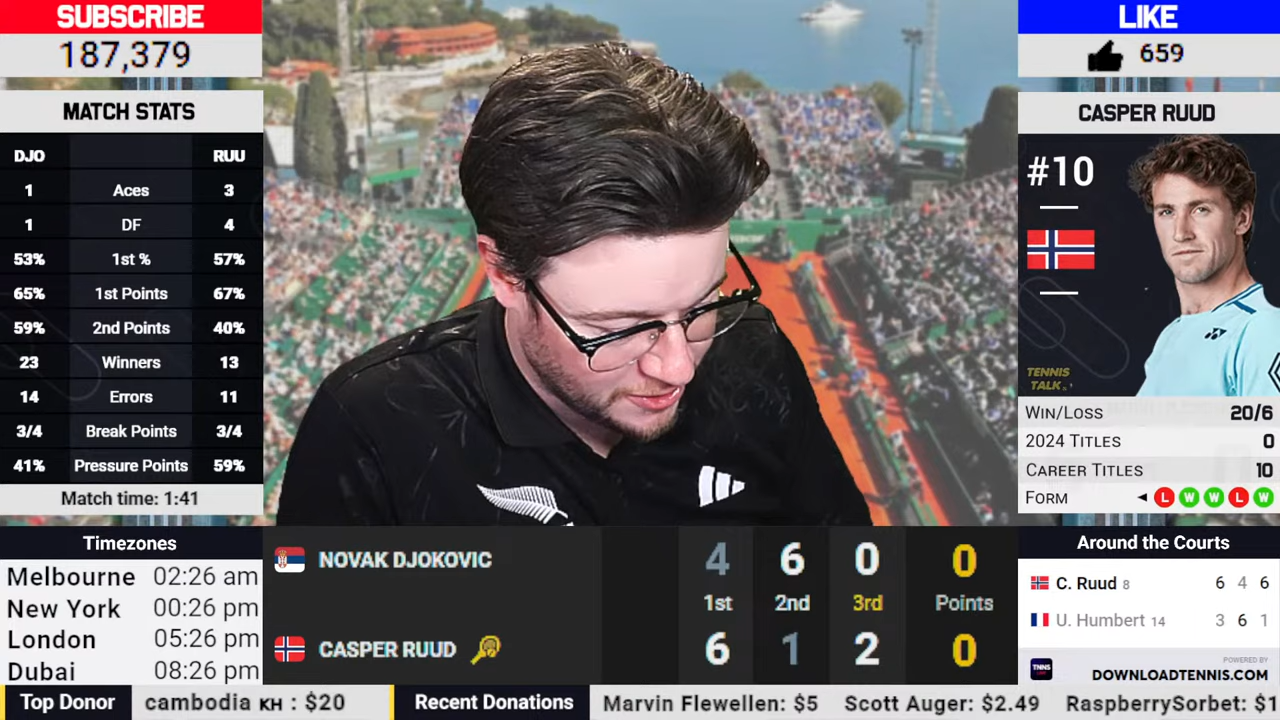 SUBSCRIBE
187,379
MATCH STATS
DJO RUU
1 Aces 3
1 DF 4
53% 1st % 57%
65% 1st Points 67%
59% 2nd Points 40%
23 Winners 13
14 Errors 11
3/4 Break Points 3/4
41% Pressure Points 59%
Match time: 1:41
Timezones
Melbourne 02:26 am
New York 00:26 pm
London 05:26 pm
Dubai 08:26 pm
NOVAK DJOKOVIC 4 6 0 0
1st 2nd 3rd Points
CASPER RUUD 6 1 2 0
LIKE
659
CASPER RUUD
#10
TENNIS
TALK
WIN/LOSS 20/6
2024 TITLES 0
CAREER TITLES 10
FORM L W W L W
Around the Courts
C. Ruud 8 6 4 6
U. Humbert 14 3 6 1
TNNS
POWERED BY
DOWNLOADTENNIS.COM
Top Donor cambodia KH : $20 Recent Donations Marvin Flewellen: $5 Scott Auger: $2.49 RaspberrySorbet: $1